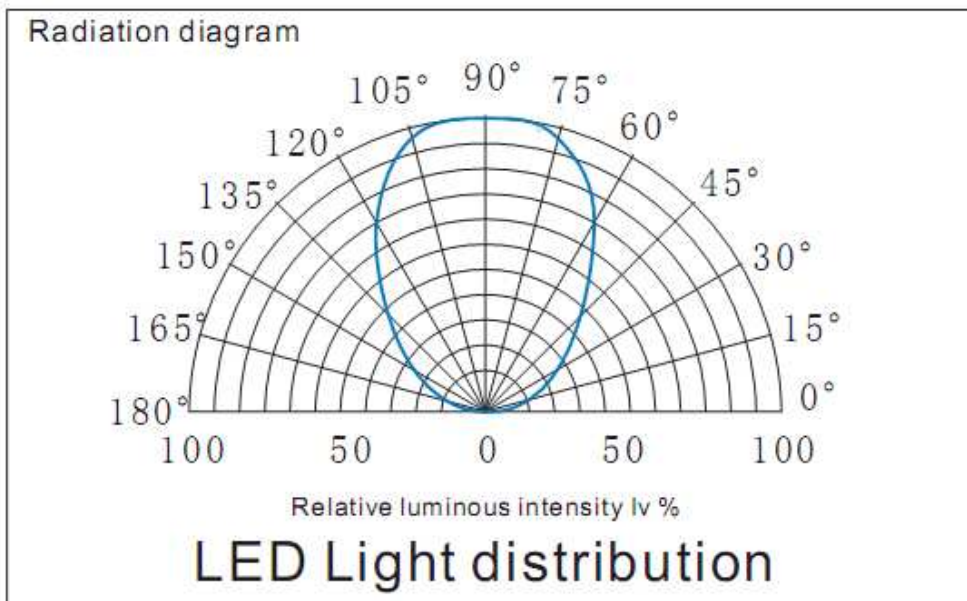 Radiation diagram
105° 90° 75°
120° 60°
135° 45°
150° 30°
165° 15°
180° 0°
100 50 0 50 100
Relative luminous intensity Iv %
LED Light distribution